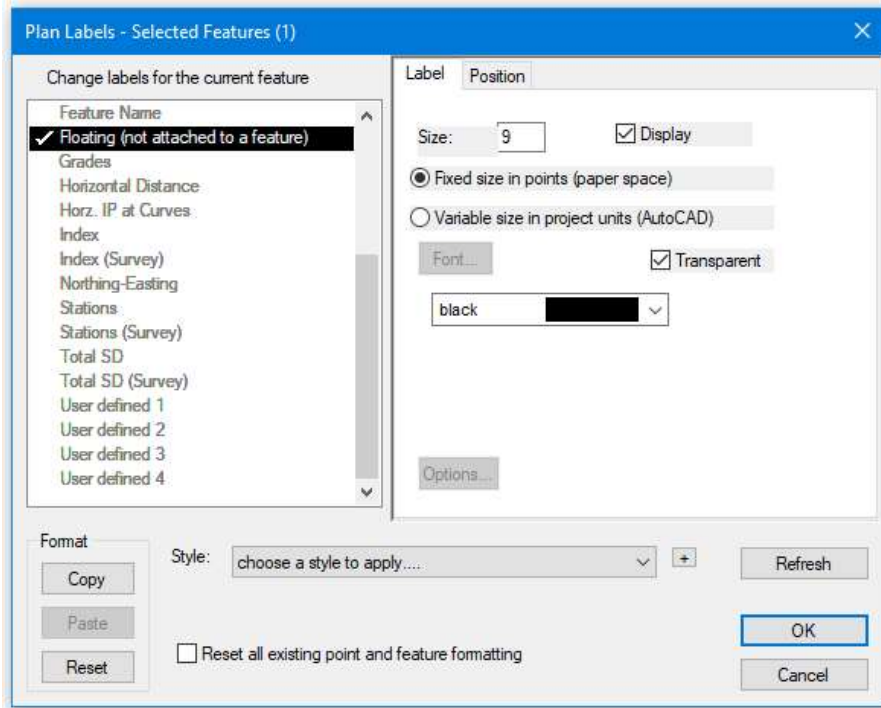 Plan Labels - Selected Features (1)
Change labels for the current feature
Feature Name
Floating (not attached to a feature)
Grades
Horizontal Distance
Horz. IP at Curves
Index
Index (Survey)
Northing-Easting
Stations
Stations (Survey)
Total SD
Total SD (Survey)
User defined 1
User defined 2
User defined 3
User defined 4
Label Position
Size: 9 Display
Fixed size in points (paper space)
Variable size in project units (AutoCAD)
Font... Transparent
black
Options...
Format
Copy
Paste
Reset
Style: choose a style to apply.... +
Reset all existing point and feature formatting
Refresh
OK
Cancel